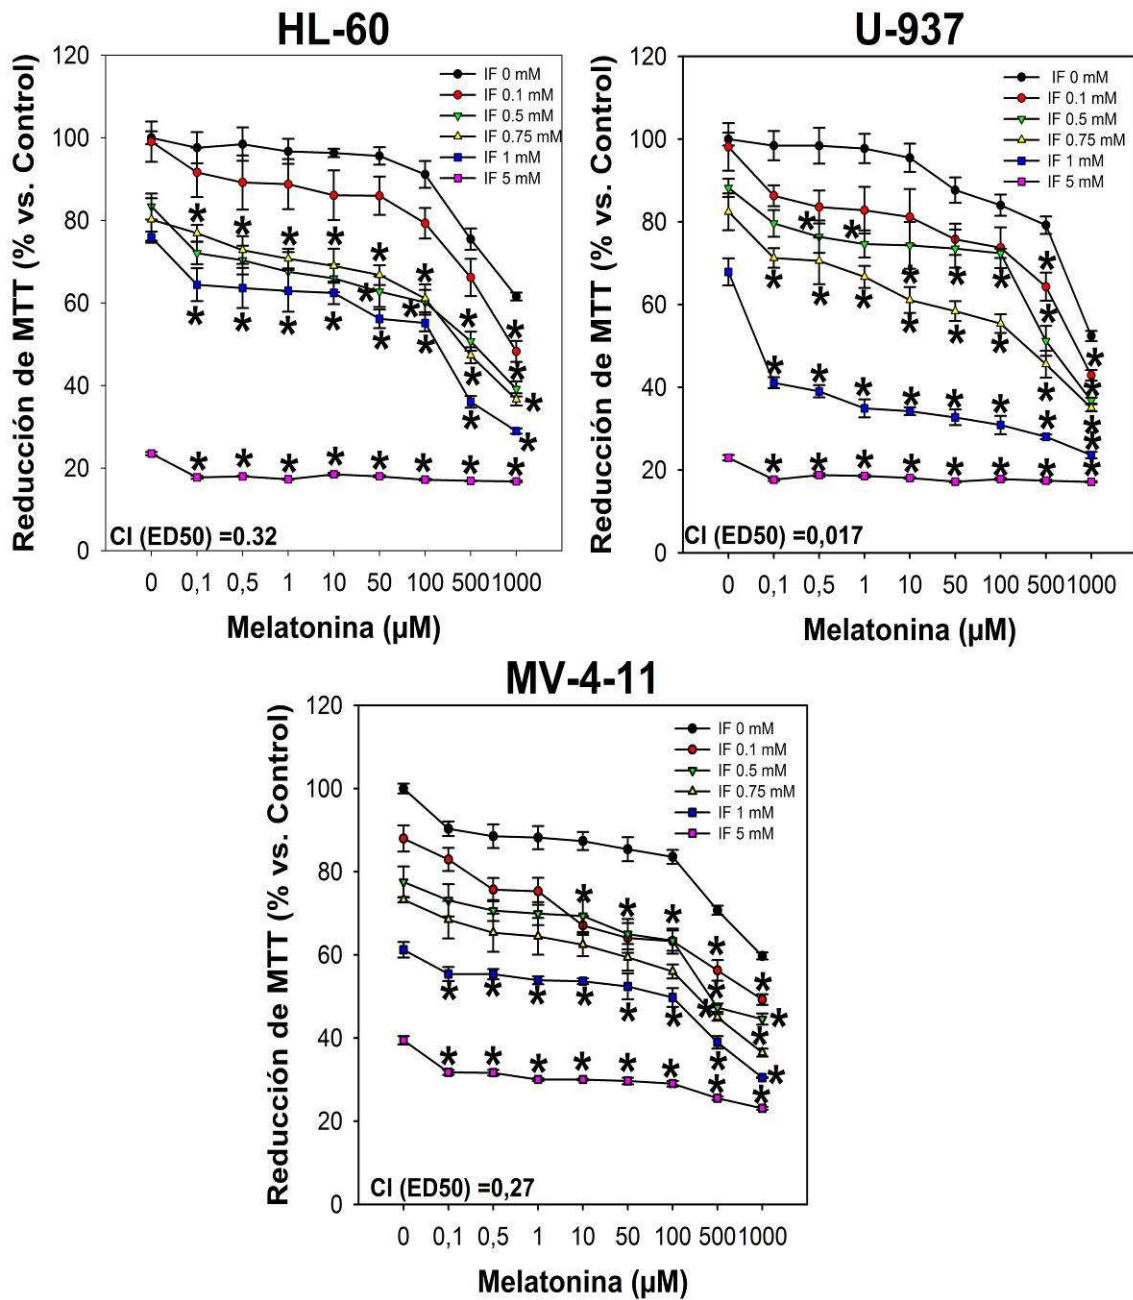 HL-60
Reducción de MTT (% vs. Control)
120
100
80
60
40
20
0
IF 0 mM
IF 0.1 mM
IF 0.5 mM
IF 0.75 mM
IF 1 mM
IF 5 mM
CI (ED50) =0.32
0 0,1 0,5 1 10 50 100 500 1000
Melatonina (µM)
U-937
Reducción de MTT (% vs. Control)
120
100
80
60
40
20
0
IF 0 mM
IF 0.1 mM
IF 0.5 mM
IF 0.75 mM
IF 1 mM
IF 5 mM
CI (ED50) =0,017
0 0,1 0,5 1 10 50 100 500 1000
Melatonina (µM)
MV-4-11
Reducción de MTT (% vs. Control)
120
100
80
60
40
20
0
IF 0 mM
IF 0.1 mM
IF 0.5 mM
IF 0.75 mM
IF 1 mM
IF 5 mM
CI (ED50) =0,27
0 0,1 0,5 1 10 50 100 500 1000
Melatonina (µM)